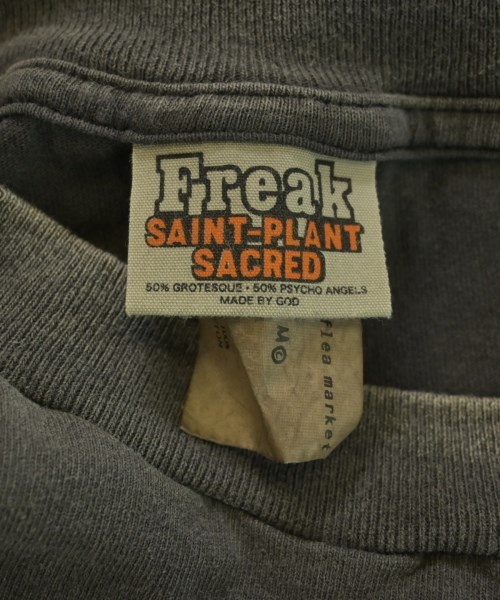 Freak
SAINT-PLANT
SACRED
50% GROTESQUE • 50% PSYCHO ANGELS
MADE BY GOD
M©
flea market